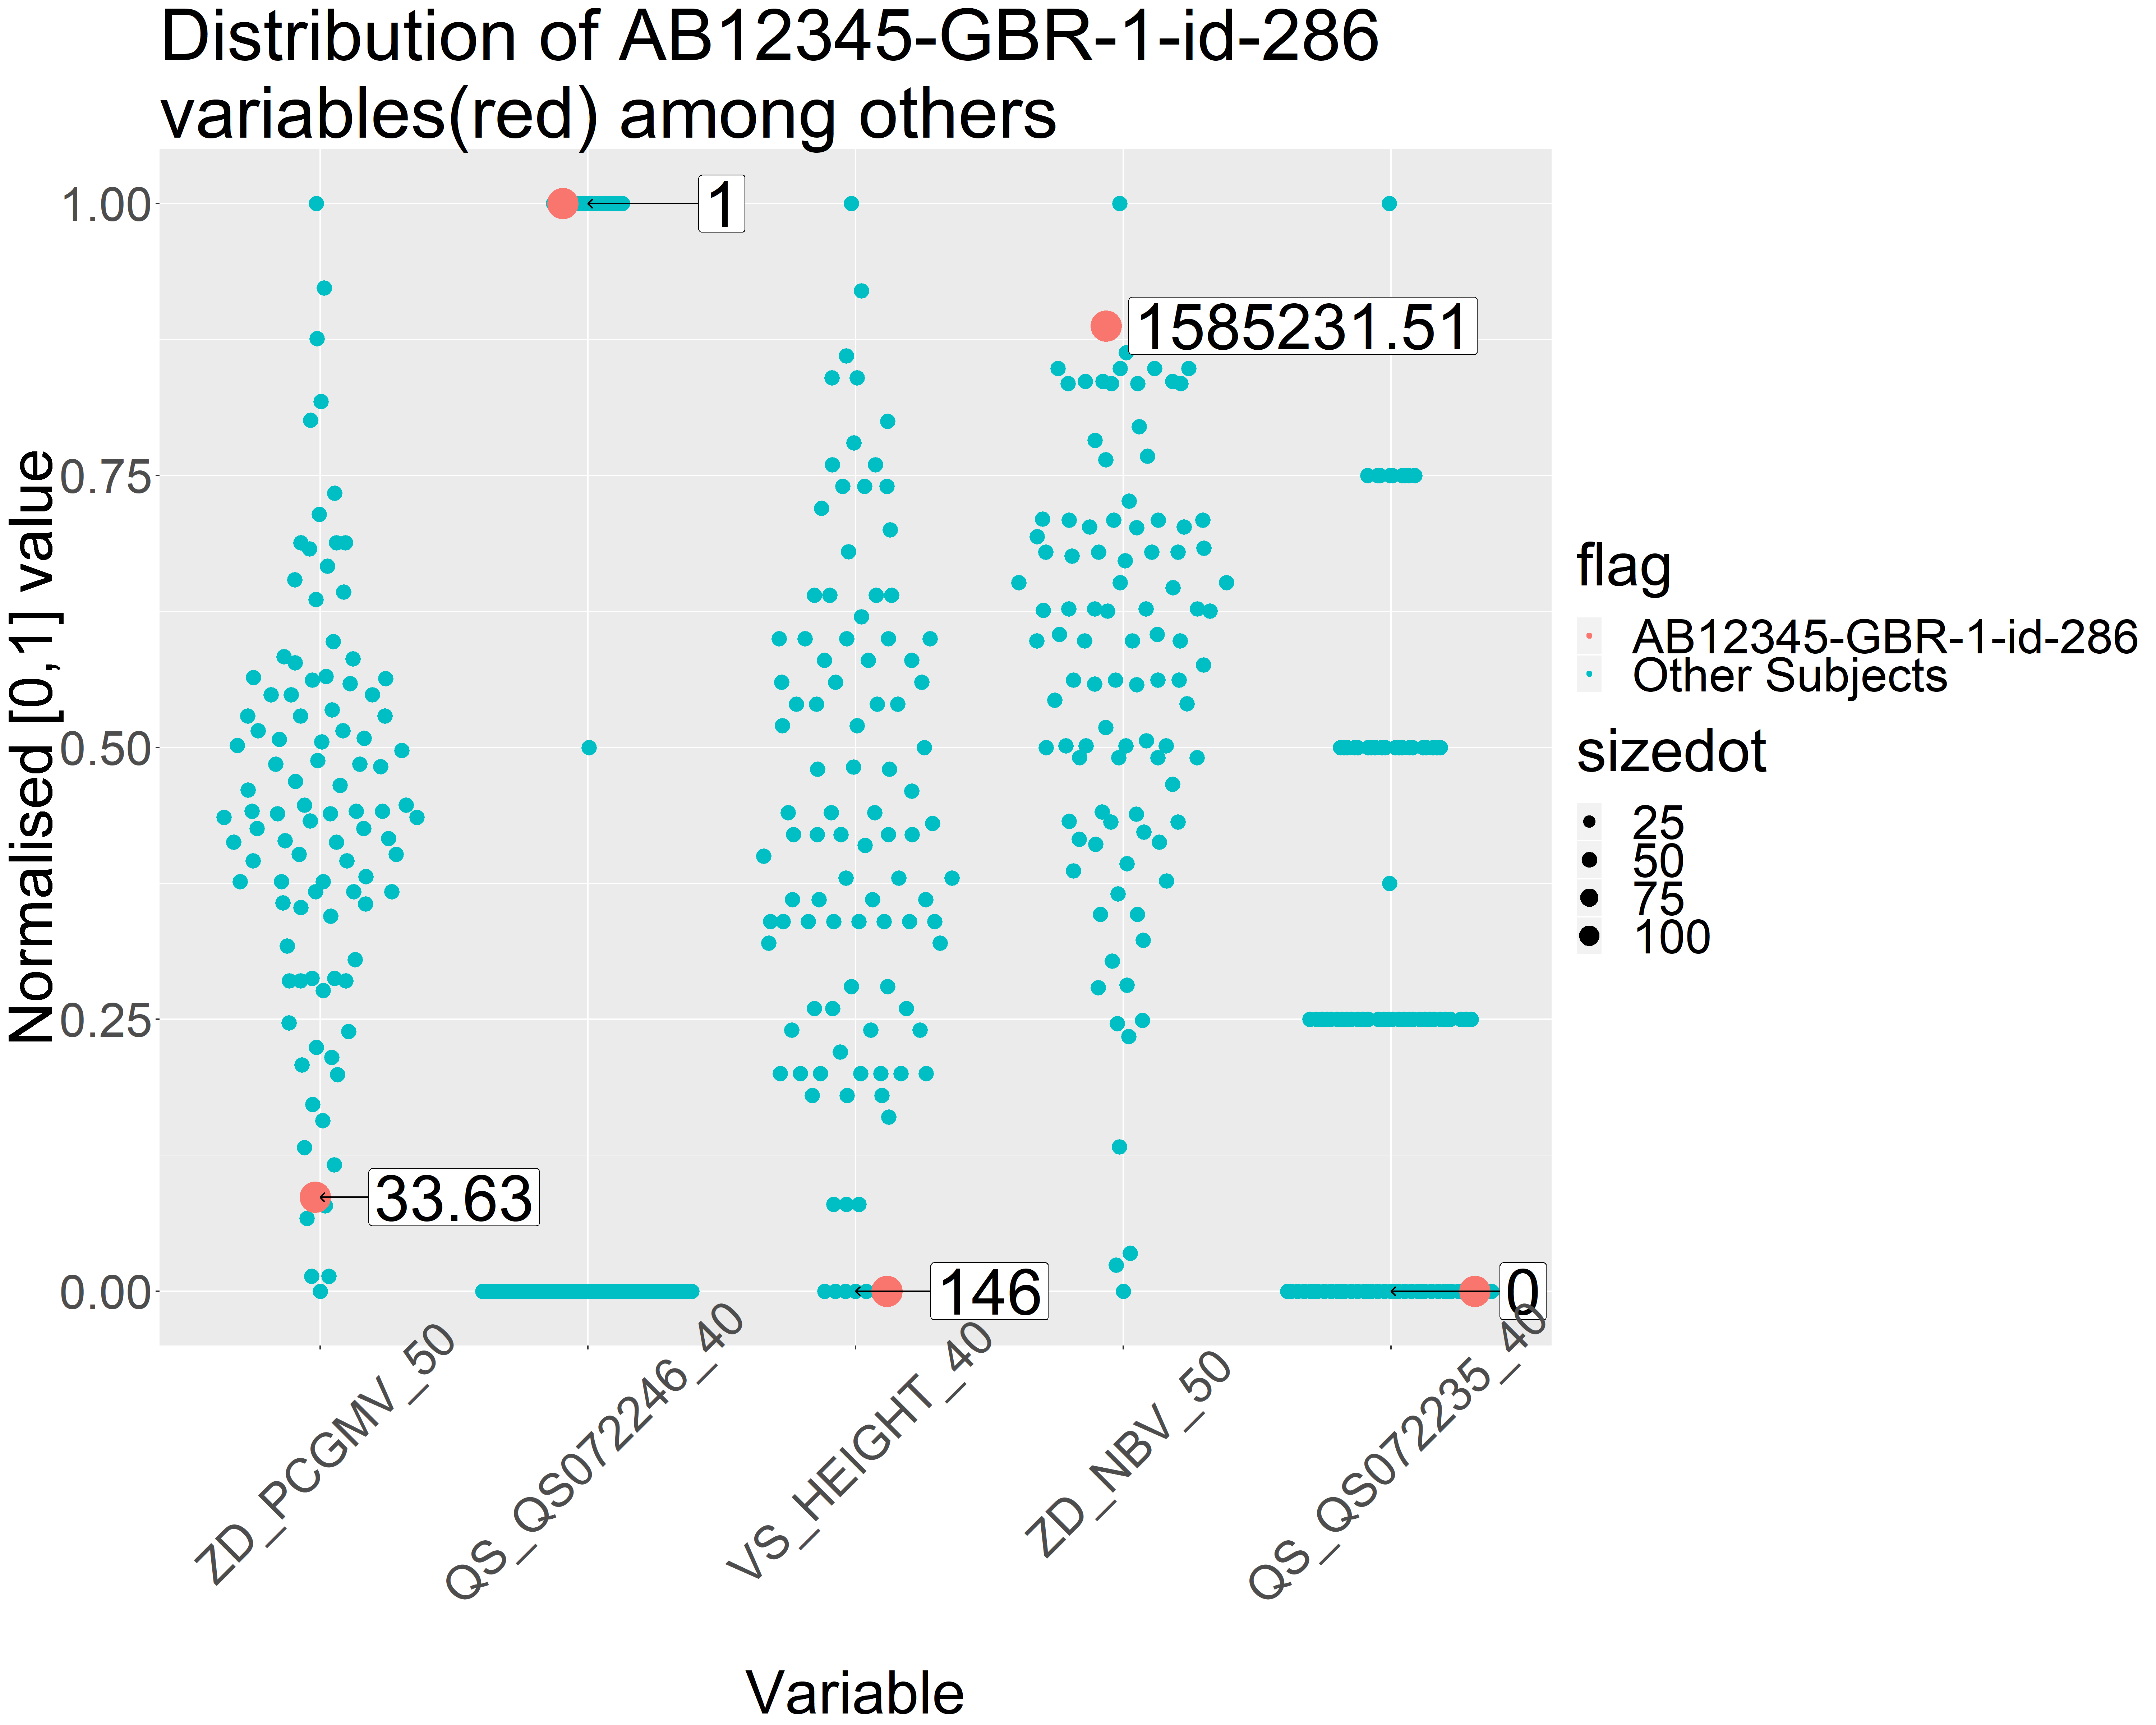 Distribution of AB12345-GBR-1-id-286
variables(red) among others
Normalised [0,1] value
1.00
0.75
0.50
0.25
0.00
1
1585231.51
33.63
146
0
ZD_PCGMV_50
QS_QS072246_40
VS_HEIGHT_40
ZD_NBV_50
QS_QS072235_40
Variable
flag
AB12345-GBR-1-id-286
Other Subjects
sizedot
25
50
75
100